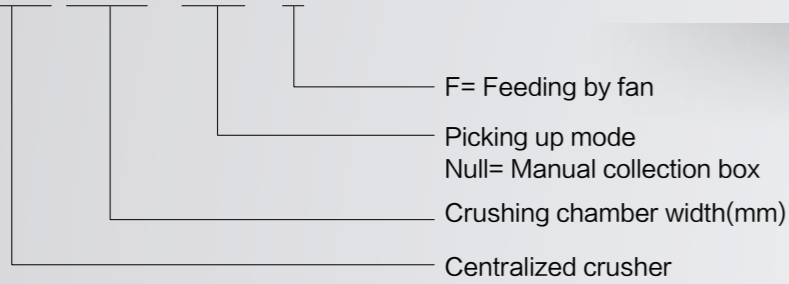 F= Feeding by fan
Picking up mode
Null= Manual collection box
Crushing chamber width(mm)
Centralized crusher